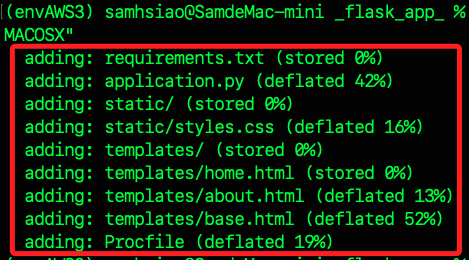 (envAWS3) samhsiao@SamdeMac-mini _flask_app_ %
MACOSX"
adding: requirements.txt (stored 0%)
adding: application.py (deflated 42%)
adding: static/ (stored 0%)
adding: static/styles.css (deflated 16%)
adding: templates/ (stored 0%)
adding: templates/home.html (stored 0%)
adding: templates/about.html (deflated 13%)
adding: templates/base.html (deflated 52%)
adding: Procfile (deflated 19%)